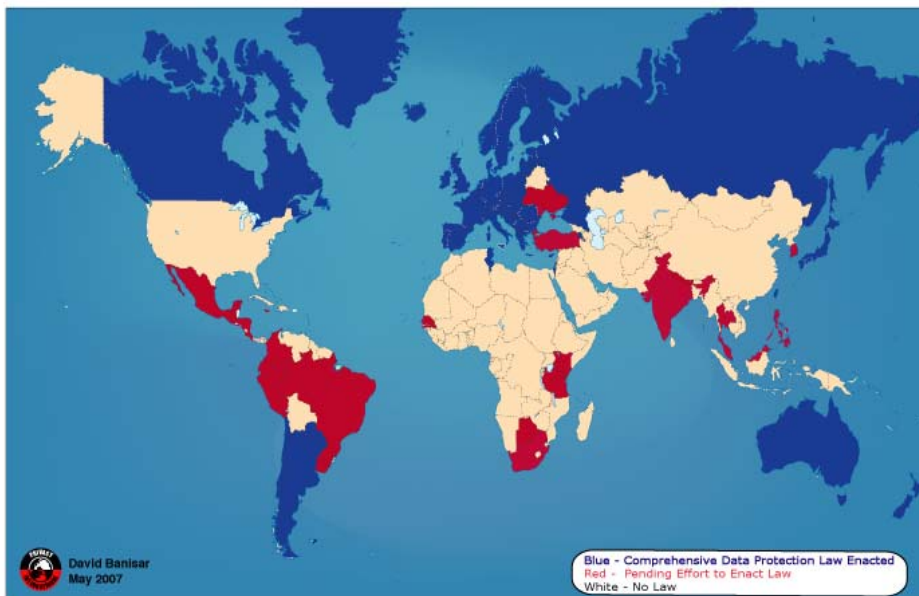 PRIVACY
David Banisar
May 2007
Blue - Comprehensive Data Protection Law Enacted
Red - Pending Effort to Enact Law
White - No Law